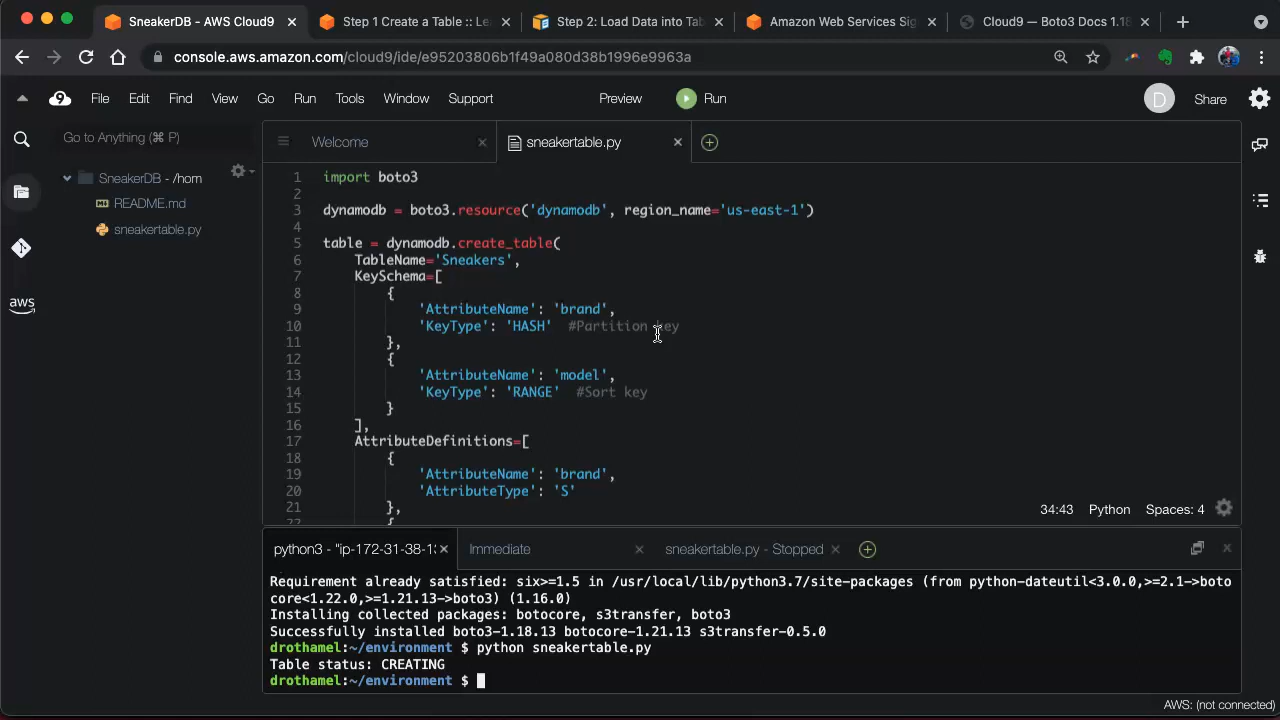 SneakerDB - AWS Cloud9
Step 1 Create a Table :: Le
Step 2: Load Data into Tab
Amazon Web Services Sig
Cloud9 — Boto3 Docs 1.18
console.aws.amazon.com/cloud9/ide/e95203806b1f49a080d38b1996e9963a
File Edit Find View Go Run Tools Window Support Preview Run D Share
Go to Anything (⌘ P)
Welcome sneakertable.py
SneakerDB - /hom
README.md
sneakertable.py
aws
1 import boto3
2
3 dynamodb = boto3.resource('dynamodb', region_name='us-east-1')
4
5 table = dynamodb.create_table(
6 TableName='Sneakers',
7 KeySchema=[
8 {
9 'AttributeName': 'brand',
10 'KeyType': 'HASH' #Partition key
11 },
12 {
13 'AttributeName': 'model',
14 'KeyType': 'RANGE' #Sort key
15 }
16 ],
17 AttributeDefinitions=[
18 {
19 'AttributeName': 'brand',
20 'AttributeType': 'S'
21 },
22 {
34:43 Python Spaces: 4
python3 - "ip-172-31-38-13 Immediate sneakertable.py - Stopped
Requirement already satisfied: six>=1.5 in /usr/local/lib/python3.7/site-packages (from python-dateutil<3.0.0,>=2.1->boto
core<1.22.0,>=1.21.13->boto3) (1.16.0)
Installing collected packages: botocore, s3transfer, boto3
Successfully installed boto3-1.18.13 botocore-1.21.13 s3transfer-0.5.0
drothamel:~/environment $ python sneakertable.py
Table status: CREATING
drothamel:~/environment $
AWS: (not connected)